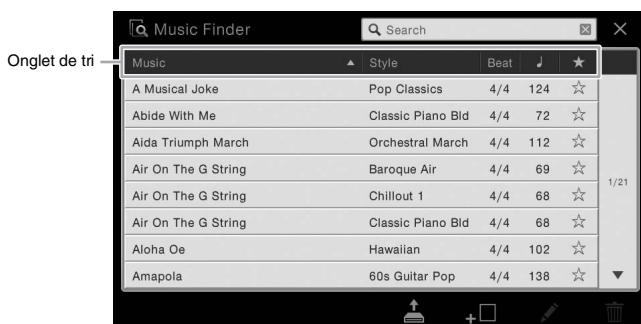 Music Finder
Search
Onglet de tri
Music Style Beat ♩ ★
A Musical Joke Pop Classics 4/4 124 ☆
Abide With Me Classic Piano Bld 4/4 72 ☆
Aida Triumph March Orchestral March 4/4 112 ☆
Air On The G String Baroque Air 4/4 69 ☆
Air On The G String Chillout 1 4/4 68 ☆
Air On The G String Classic Piano Bld 4/4 68 ☆
Aloha Oe Hawaiian 4/4 102 ☆
Amapola 60s Guitar Pop 4/4 138 ☆
1/21